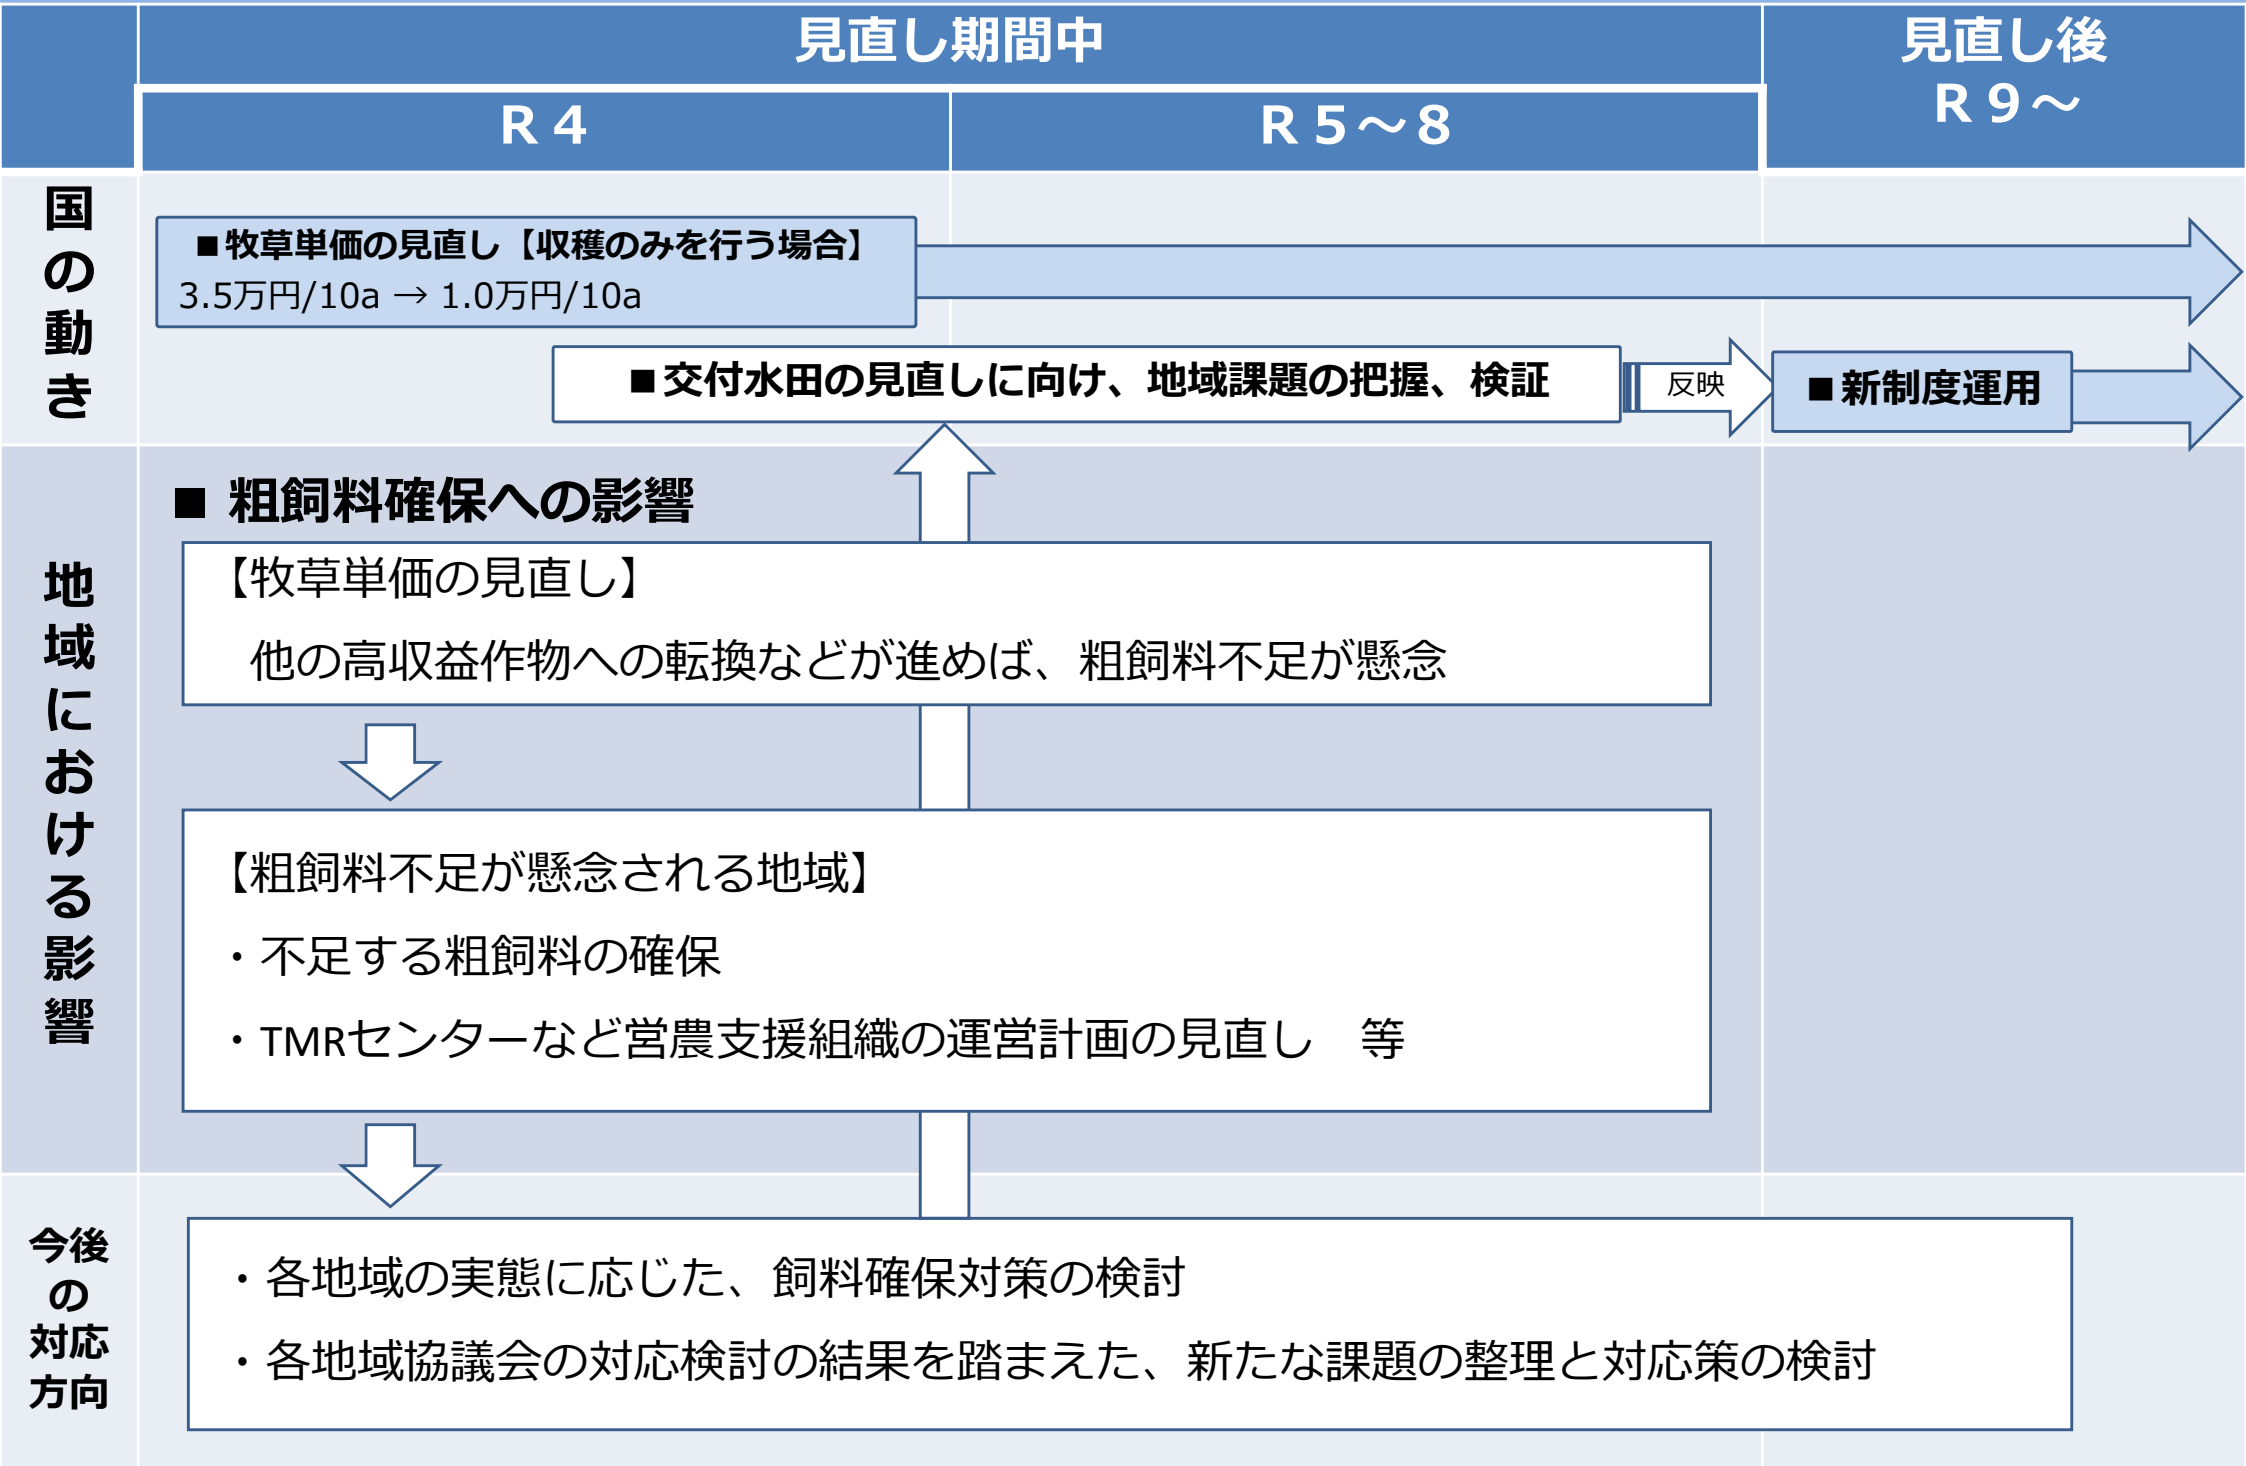 見直し期間中
見直し後
R９～
R４
R５～８
国の動き
■牧草単価の見直し【収穫のみを行う場合】
3.5万円/10a → 1.0万円/10a
■交付水田の見直しに向け、地域課題の把握、検証
反映
■新制度運用
地域における影響
■ 粗飼料確保への影響
【牧草単価の見直し】
他の高収益作物への転換などが進めば、粗飼料不足が懸念
【粗飼料不足が懸念される地域】
・不足する粗飼料の確保
・TMRセンターなど営農支援組織の運営計画の見直し　等
今後
の
対応
方向
・各地域の実態に応じた、飼料確保対策の検討
・各地域協議会の対応検討の結果を踏まえた、新たな課題の整理と対応策の検討